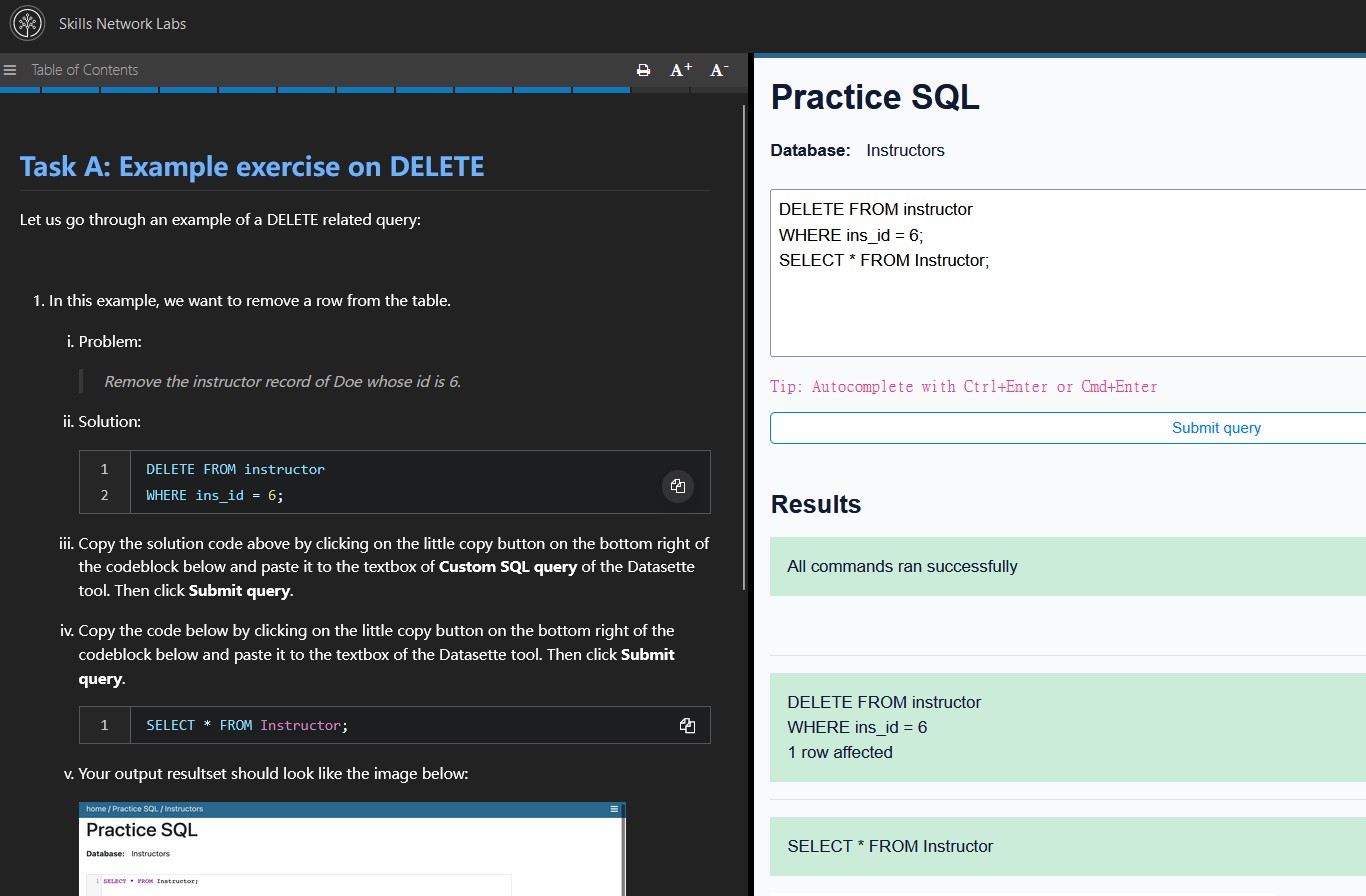 Skills Network Labs
Table of Contents
A+ A-
Task A: Example exercise on DELETE
Let us go through an example of a DELETE related query:
1. In this example, we want to remove a row from the table.
i. Problem:
Remove the instructor record of Doe whose id is 6.
ii. Solution:
1 DELETE FROM instructor
2 WHERE ins_id = 6;
iii. Copy the solution code above by clicking on the little copy button on the bottom right of
the codeblock below and paste it to the textbox of Custom SQL query of the Datasette
tool. Then click Submit query.
iv. Copy the code below by clicking on the little copy button on the bottom right of the
codeblock below and paste it to the textbox of the Datasette tool. Then click Submit
query.
1 SELECT * FROM Instructor;
v. Your output resultset should look like the image below:
home / Practice SQL / Instructors
Practice SQL
Database: Instructors
1 SELECT * FROM Instructor;
Practice SQL
Database: Instructors
DELETE FROM instructor
WHERE ins_id = 6;
SELECT * FROM Instructor;
Tip: Autocomplete with Ctrl+Enter or Cmd+Enter
Submit query
Results
All commands ran successfully
DELETE FROM instructor
WHERE ins_id = 6
1 row affected
SELECT * FROM Instructor